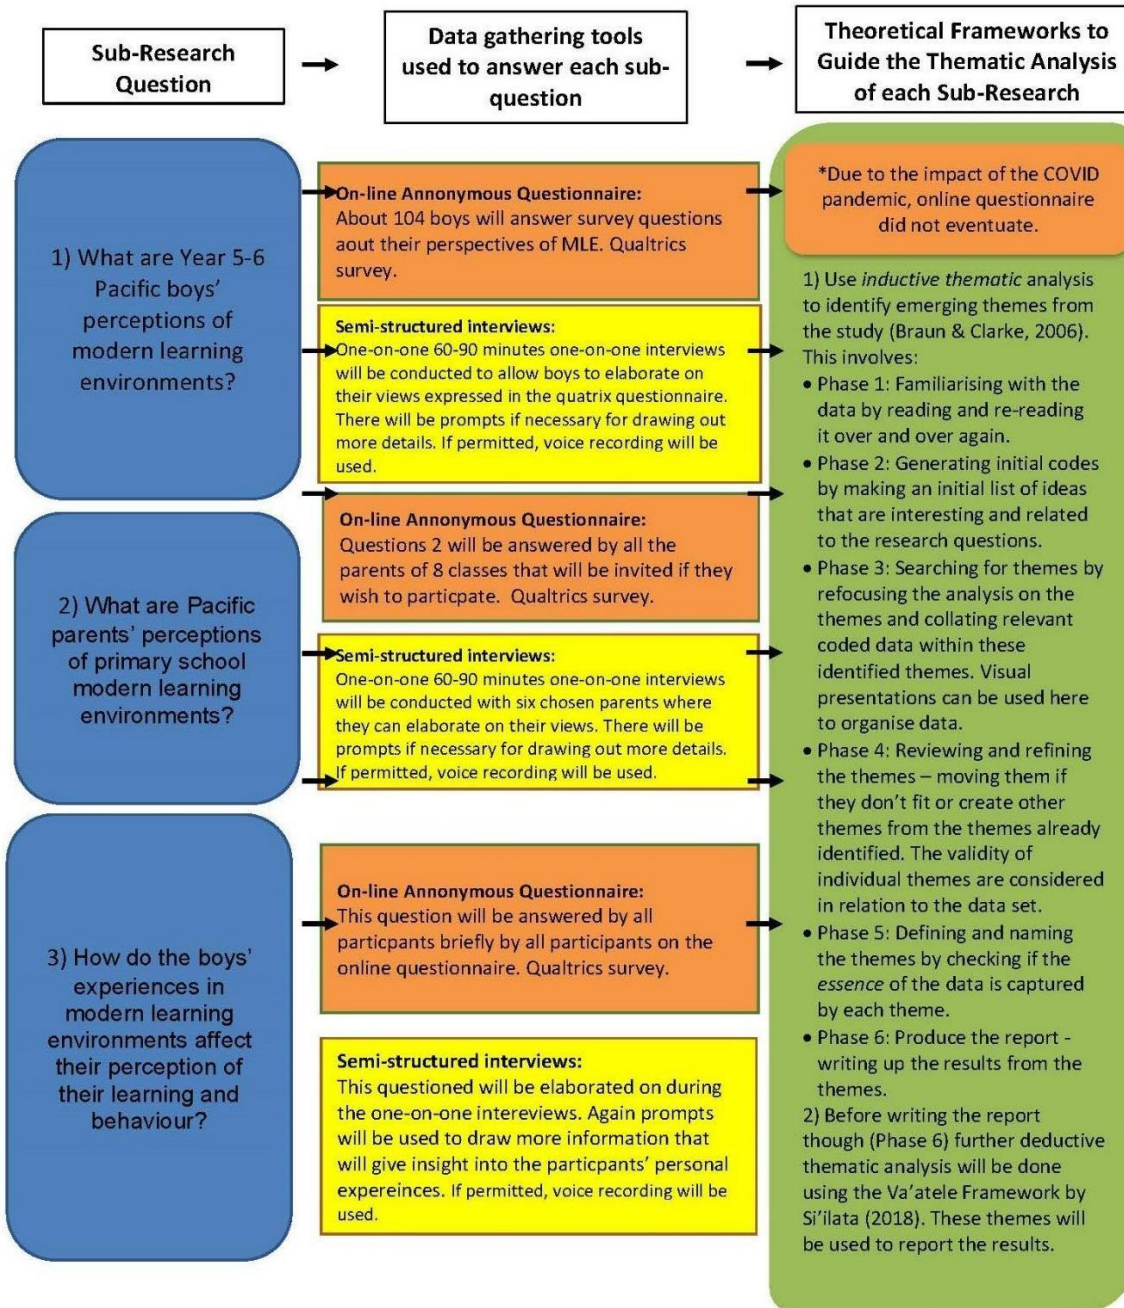 Sub-Research
Question
Data gathering tools
used to answer each sub-
question
Theoretical Frameworks to
Guide the Thematic Analysis
of each Sub-Research
1) What are Year 5-6
Pacific boys’
perceptions of
modern learning
environments?
On-line Annonymous Questionnaire:
About 104 boys will answer survey questions
aout their perspectives of MLE. Qualtrics
survey.
Semi-structured interviews:
One-on-one 60-90 minutes one-on-one interviews
will be conducted to allow boys to elaborate on
their views expressed in the quatrix questionnaire.
There will be prompts if necessary for drawing out
more details. If permitted, voice recording will be
used.
2) What are Pacific
parents’ perceptions
of primary school
modern learning
environments?
On-line Annonymous Questionnaire:
Questions 2 will be answered by all the
parents of 8 classes that will be invited if they
wish to particpate. Qualtrics survey.
Semi-structured interviews:
One-on-one 60-90 minutes one-on-one interviews
will be conducted with six chosen parents where
they can elaborate on their views. There will be
prompts if necessary for drawing out more details.
If permitted, voice recording will be used.
3) How do the boys’
experiences in
modern learning
environments affect
their perception of
their learning and
behaviour?
On-line Annonymous Questionnaire:
This question will be answered by all
particpants briefly by all participants on the
online questionnaire. Qualtrics survey.
Semi-structured interviews:
This questioned will be elaborated on during
the one-on-one intereviews. Again prompts
will be used to draw more information that
will give insight into the particpants’ personal
expereinces. If permitted, voice recording will be
used.
*Due to the impact of the COVID
pandemic, online questionnaire
did not eventuate.
1) Use inductive thematic analysis
to identify emerging themes from
the study (Braun & Clarke, 2006).
This involves:
• Phase 1: Familiarising with the
data by reading and re-reading
it over and over again.
• Phase 2: Generating initial codes
by making an initial list of ideas
that are interesting and related
to the research questions.
• Phase 3: Searching for themes by
refocusing the analysis on the
themes and collating relevant
coded data within these
identified themes. Visual
presentations can be used here
to organise data.
• Phase 4: Reviewing and refining
the themes – moving them if
they don’t fit or create other
themes from the themes already
identified. The validity of
individual themes are considered
in relation to the data set.
• Phase 5: Defining and naming
the themes by checking if the
essence of the data is captured
by each theme.
• Phase 6: Produce the report -
writing up the results from the
themes.
2) Before writing the report
though (Phase 6) further deductive
thematic analysis will be done
using the Va’atele Framework by
Si’ilata (2018). These themes will
be used to report the results.